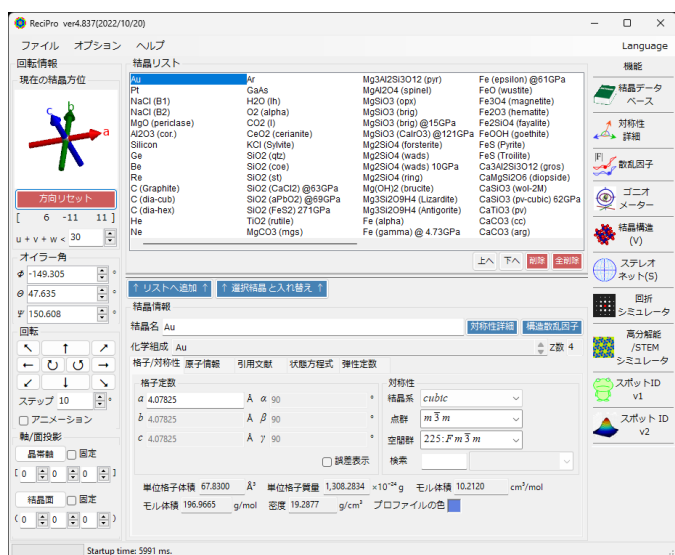 ReciPro ver4.837(2022/10/20)
ファイル オプション ヘルプ Language
回転情報
現在の結晶方位
c b a
方向リセット
[ 6 -11 11 ]
u + v + w < 30
オイラー角
Φ -149.305 °
Θ 47.635 °
Ψ 150.608 °
回転
↖ ↑ ↗
← ↻ ↺ →
↙ ↓ ↘
ステップ 10 °
アニメーション
軸/面投影
晶帯軸 固定
[ 0 0 0 ]
結晶面 固定
( 0 0 0 )
結晶リスト
Au
Pt
NaCl (B1)
NaCl (B2)
MgO (periclase)
Al2O3 (cor.)
Silicon
Ge
Be
Re
C (Graphite)
C (dia-cub)
C (dia-hex)
He
Ne
Ar
GaAs
H2O (Ih)
O2 (alpha)
CO2 (I)
CeO2 (cerianite)
KCl (Sylvite)
SiO2 (qtz)
SiO2 (coe)
SiO2 (st)
SiO2 (CaCl2) @63GPa
SiO2 (aPbO2) @69GPa
SiO2 (FeS2) 271GPa
TiO2 (rutile)
MgCO3 (mgs)
Mg3Al2Si3O12 (pyr)
MgAl2O4 (spinel)
MgSiO3 (opx)
MgSiO3 (brig)
MgSiO3 (brig) @15GPa
MgSiO3 (CaIrO3) @121GPa
Mg2SiO4 (forsterite)
Mg2SiO4 (wads)
Mg2SiO4 (wads) 10GPa
Mg2SiO4 (ring)
Mg(OH)2 (brucite)
Mg3Si2O9H4 (Lizardite)
Mg3Si2O9H4 (Antigorite)
Fe (alpha)
Fe (gamma) @ 4.73GPa
Fe (epsilon) @61GPa
FeO (wustite)
Fe3O4 (magnetite)
Fe2O3 (hematite)
Fe2SiO4 (fayalite)
FeOOH (goethite)
FeS (Pyrite)
FeS (Troilite)
Ca3Al2Si3O12 (gros)
CaMgSi2O6 (diopside)
CaSiO3 (wol-2M)
CaSiO3 (pv-cubic) 62GPa
CaTiO3 (pv)
CaCO3 (cc)
CaCO3 (arg)
上へ 下へ 削除 全削除
↑ リストへ追加 ↑ ↑ 選択結晶と入れ替え ↑
結晶情報
結晶名 Au 対称性詳細 構造散乱因子
化学組成 Au Z数 4
格子/対称性 原子情報 引用文献 状態方程式 弾性定数
格子定数
a 4.07825 Å α 90 °
b 4.07825 Å β 90 °
c 4.07825 Å γ 90 °
誤差表示
対称性
結晶系 cubic
点群 m 3̅ m
空間群 225: F m 3̅ m
検索
単位格子体積 67.8300 Å³ 単位格子質量 1,308.2834 ×10⁻²⁴ g モル体積 10.2120 cm³/mol
モル体積 196.9665 g/mol 密度 19.2877 g/cm³ プロファイルの色
機能
結晶データ
ベース
対称性
詳細
|F|
散乱因子
ゴニオ
メーター
結晶構造
(V)
ステレオ
ネット(S)
回折
シミュレータ
高分解能
/STEM
シミュレータ
スポットID
v1
スポット ID
v2
Startup time: 5991 ms.